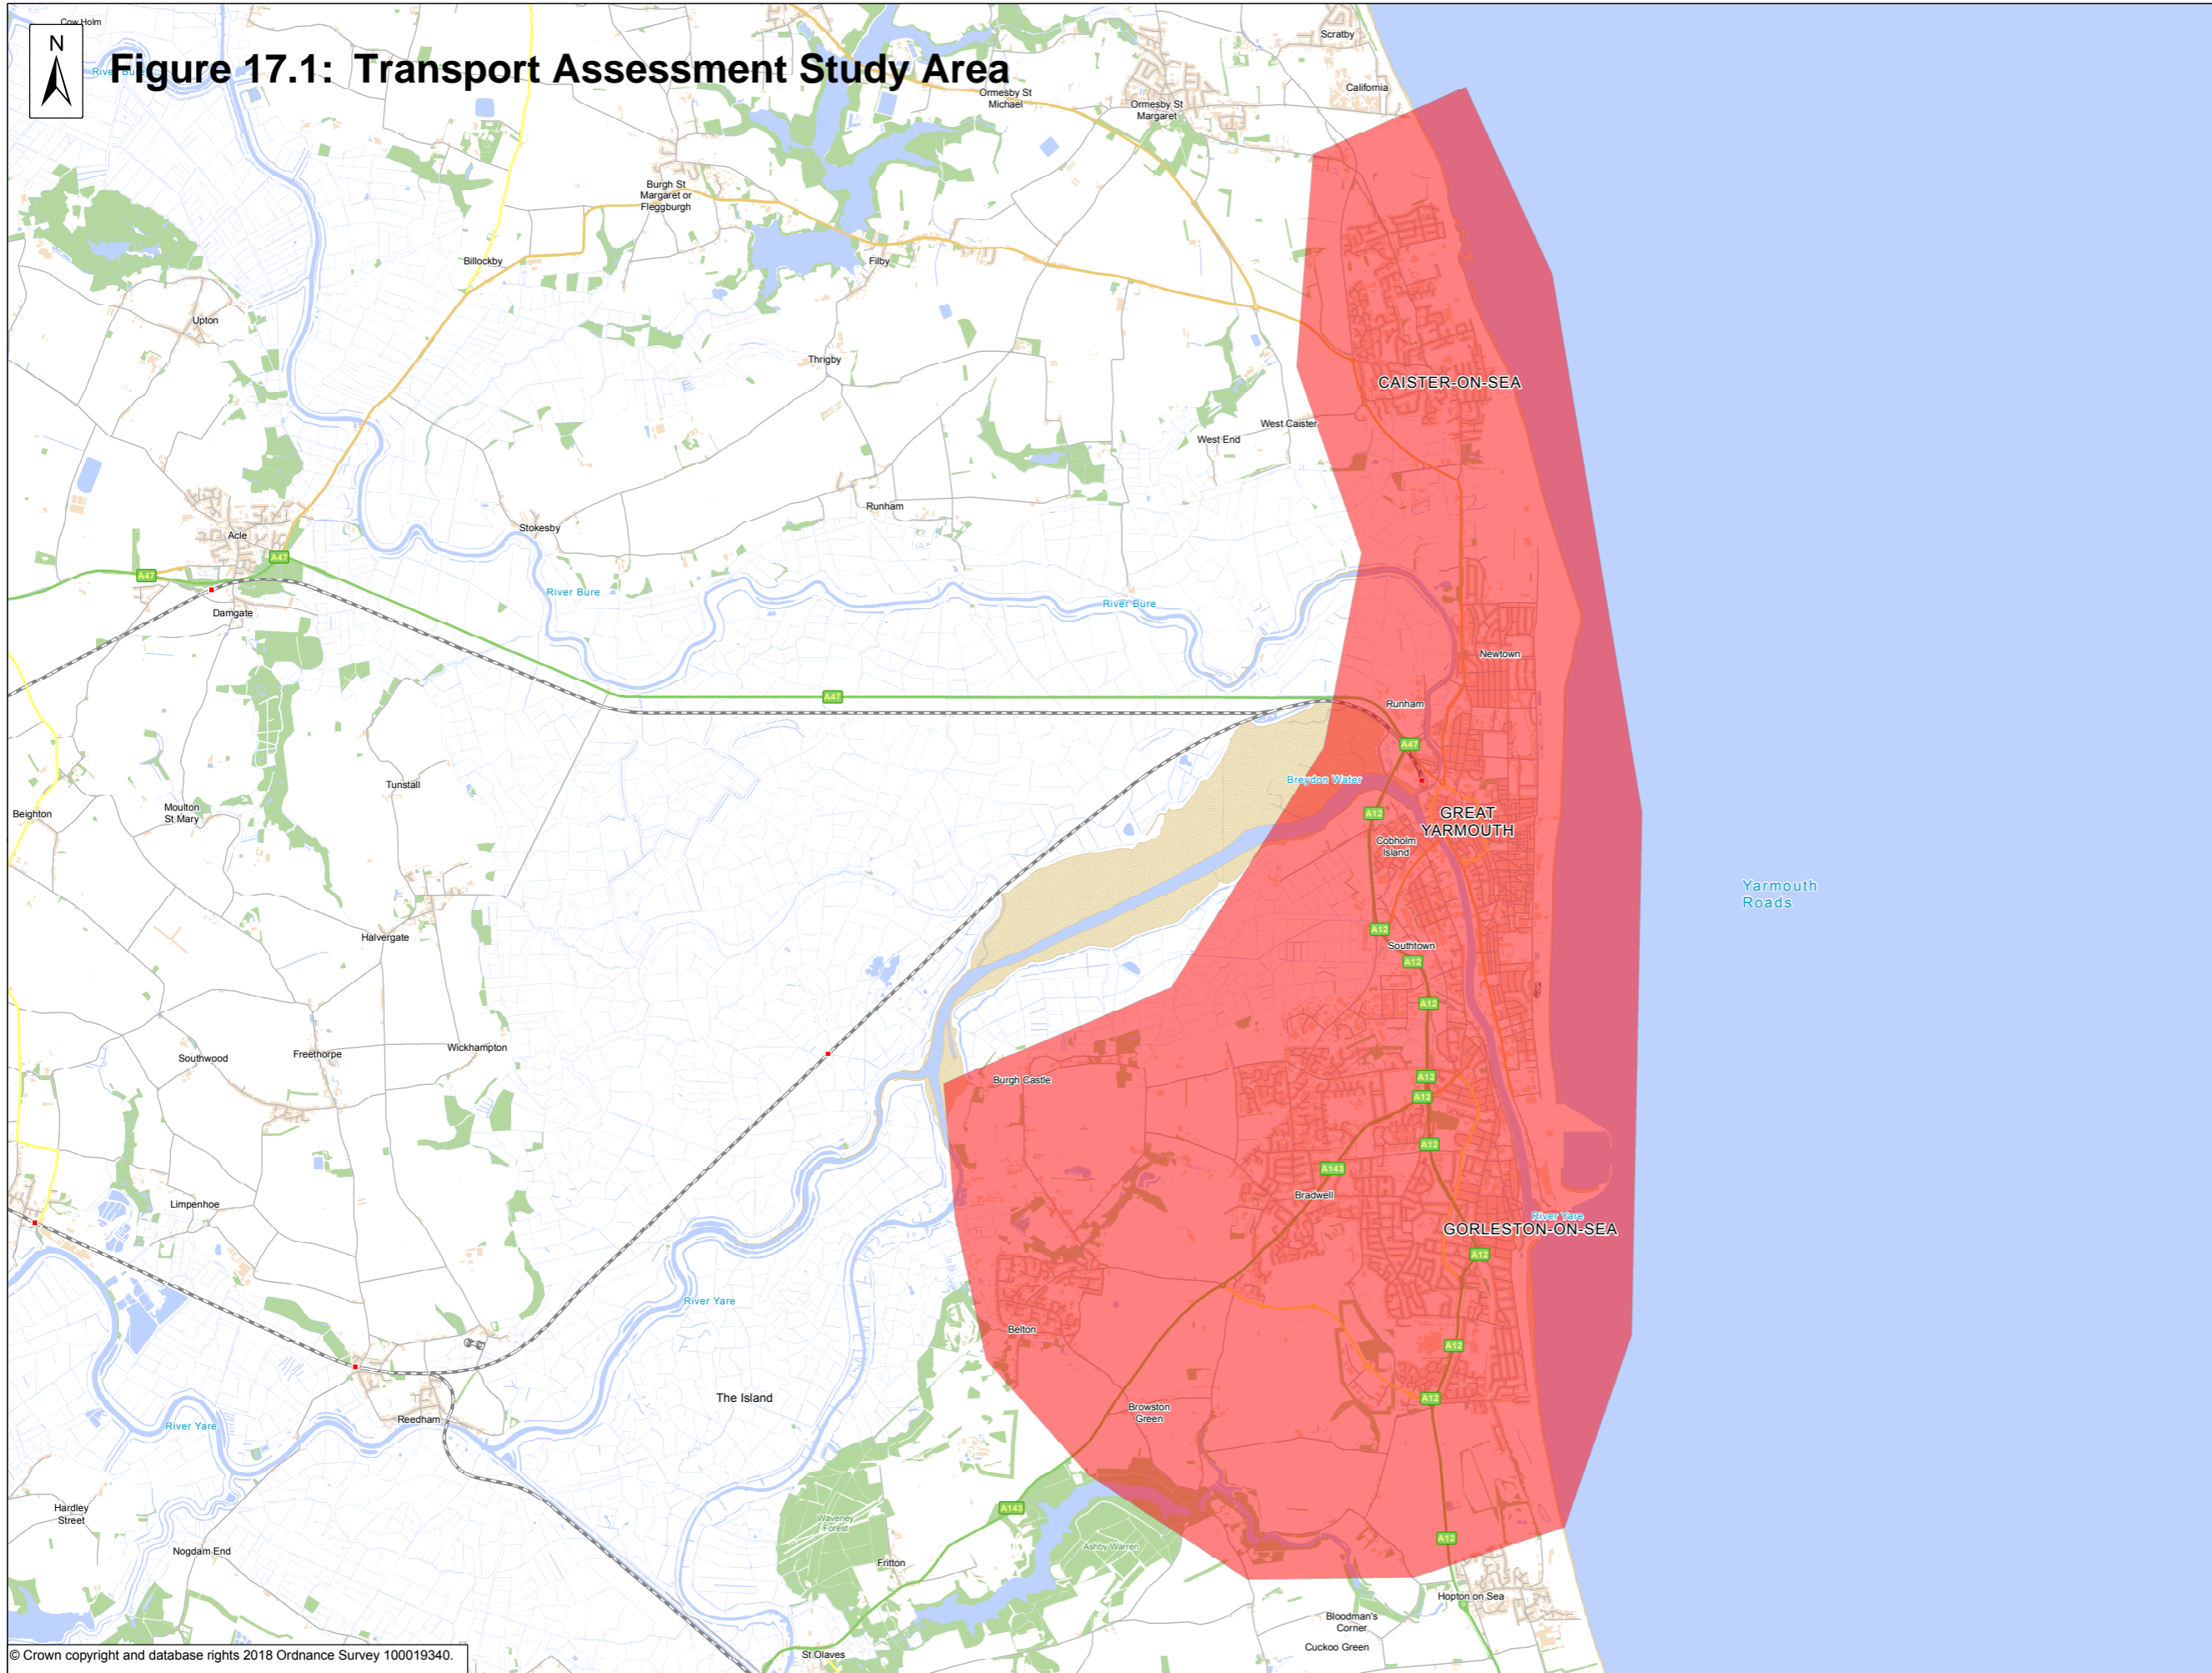 Cow Holm
N
River Bure
Figure 17.1: Transport Assessment Study Area
Scratby
California
Ormesby St
Michael
Ormesby St
Margaret
Burgh St
Margaret or
Fleggburgh
Billockby
Filby
Upton
Thrigby
CAISTER-ON-SEA
West Caister
West End
Runham
Stokesby
Acle
A47
A47
River Bure
River Bure
Damgate
Newtown
A47
Runham
A47
Breydon Water
Tunstall
Moulton
St Mary
Beighton
A12
GREAT
YARMOUTH
Cobholm
Island
Yarmouth
Roads
A12
Halvergate
Southtown
A12
A12
Southwood
Freethorpe
Wickhampton
Burgh Castle
A12
A12
A12
A143
Bradwell
Limpenhoe
River Yare
GORLESTON-ON-SEA
A12
River Yare
Belton
A12
The Island
A12
Browston
Green
Reedham
River Yare
Hardley
Street
A143
Waveney
Forest
A12
Ashby Warren
Nogdam End
Fritton
Hopton on Sea
Bloodman's
Corner
Cuckoo Green
St Olaves
© Crown copyright and database rights 2018 Ordnance Survey 100019340.